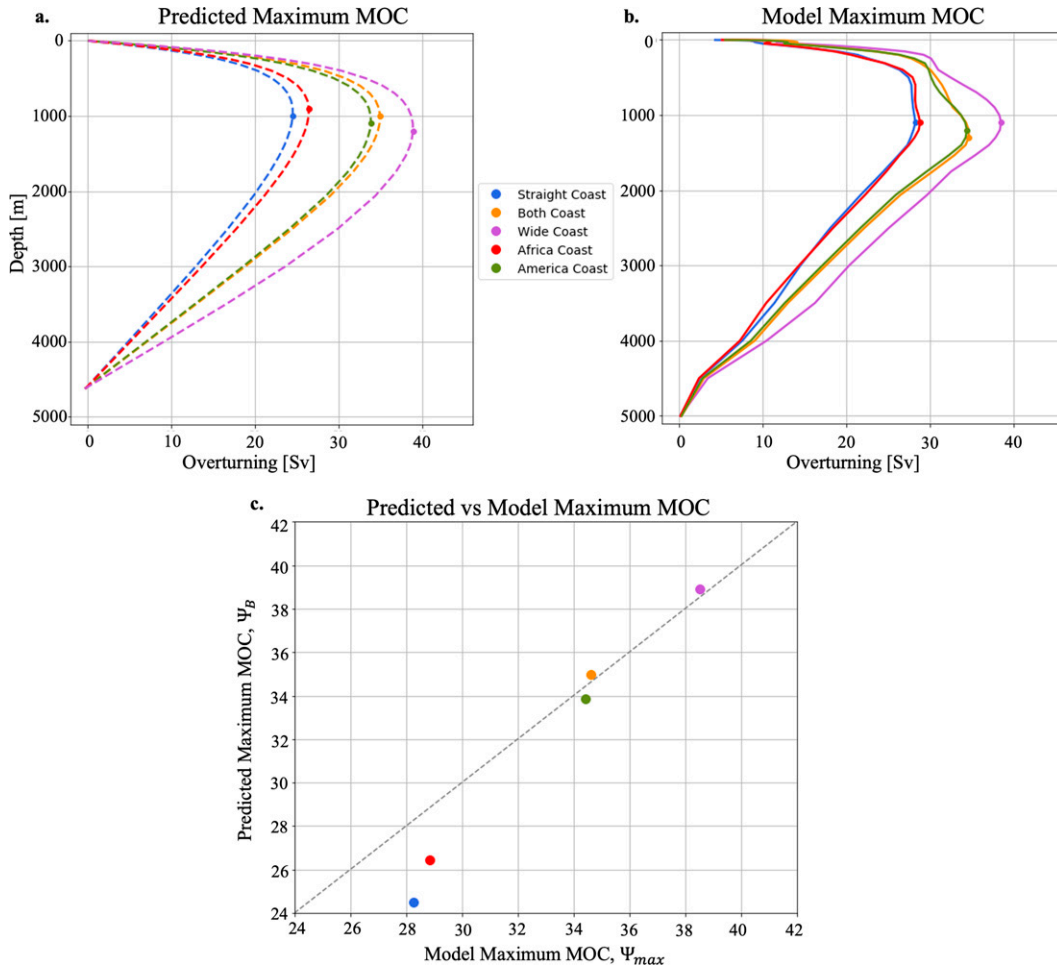 a. Predicted Maximum MOC
0
1000
2000
3000
4000
5000
Depth [m]
0 10 20 30 40
Overturning [Sv]
Straight Coast
Both Coast
Wide Coast
Africa Coast
America Coast
b. Model Maximum MOC
0
1000
2000
3000
4000
5000
0 10 20 30 40
Overturning [Sv]
c. Predicted vs Model Maximum MOC
42
40
38
36
34
32
30
28
26
24
Predicted Maximum MOC, Ψ_B
24 26 28 30 32 34 36 38 40 42
Model Maximum MOC, Ψ_max